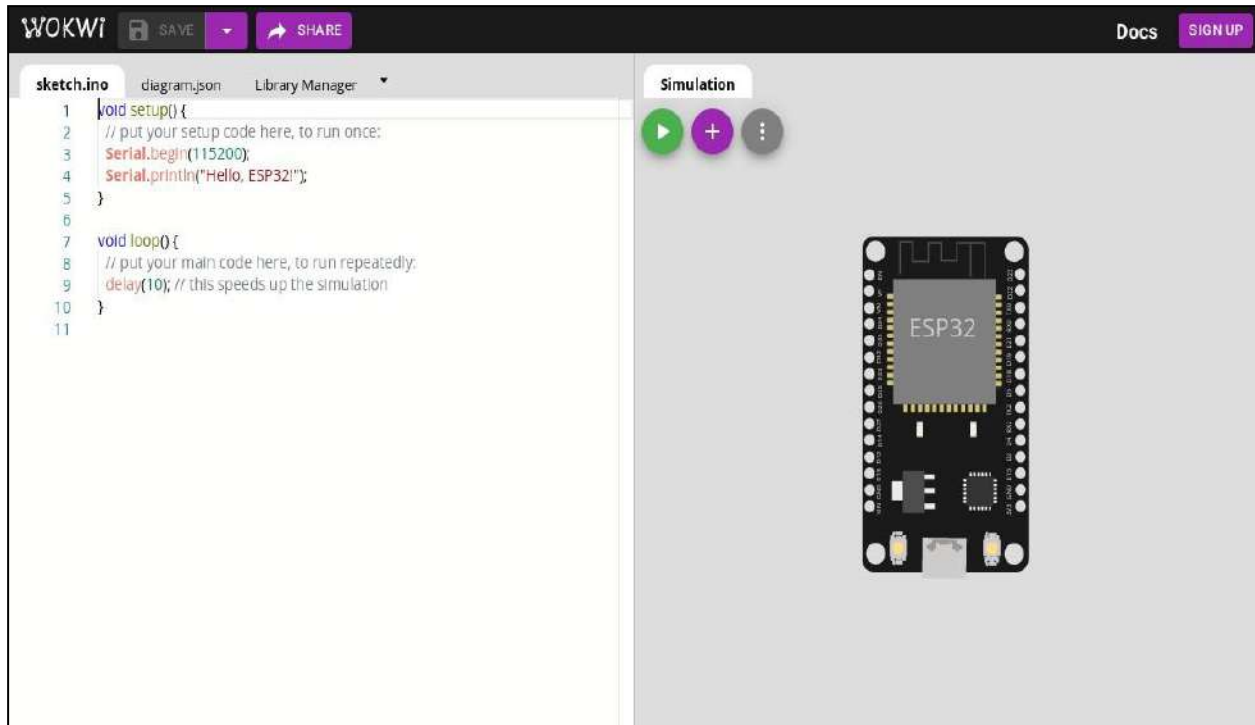 WOKWi SAVE SHARE Docs SIGN UP
sketch.ino diagram.json Library Manager
Simulation
1 void setup() {
2 // put your setup code here, to run once:
3 Serial.begin(115200);
4 Serial.println("Hello, ESP32!");
5 }
6
7 void loop() {
8 // put your main code here, to run repeatedly:
9 delay(10); // this speeds up the simulation
10 }
11
ESP32